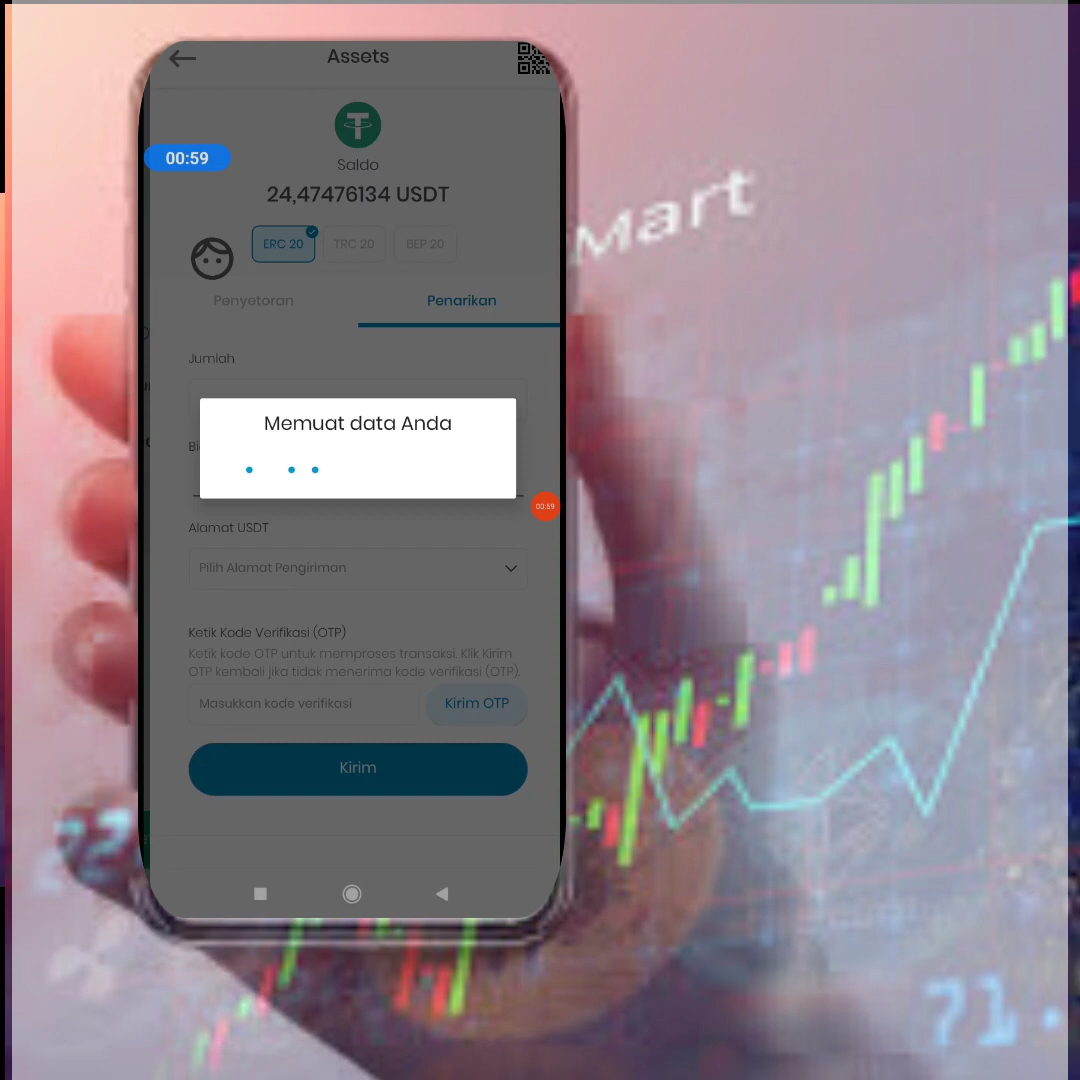 Assets
00:59
Saldo
24,47476134 USDT
ERC 20
TRC 20
BEP 20
Penyetoran
Penarikan
Jumlah
Memuat data Anda
00:59
Alamat USDT
Pilih Alamat Pengiriman
Ketik Kode Verifikasi (OTP)
Ketik kode OTP untuk memproses transaksi. Klik Kirim
OTP kembali jika tidak menerima kode verifikasi (OTP).
Masukkan kode verifikasi
Kirim OTP
Kirim
Mart
71.